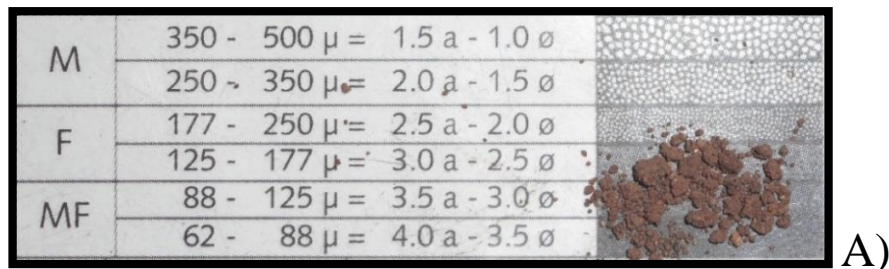 M
350 - 500 µ = 1.5 a - 1.0 ø
250 - 350 µ = 2.0 a - 1.5 ø
F
177 - 250 µ = 2.5 a - 2.0 ø
125 - 177 µ = 3.0 a - 2.5 ø
MF
88 - 125 µ = 3.5 a - 3.0 ø
62 - 88 µ = 4.0 a - 3.5 ø
A)